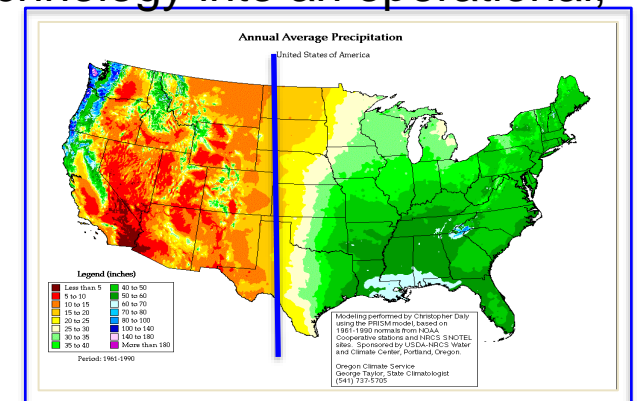 chnology into an operational,
Annual Average Precipitation
United States of America
Legend (inches)
Less than 5
5 to 10
10 to 15
15 to 20
20 to 25
25 to 30
30 to 35
35 to 40
40 to 50
50 to 60
60 to 70
70 to 80
80 to 100
100 to 140
140 to 180
More than 180
Period: 1961-1990
Modeling performed by Christopher Daly
using the PRISM model, based on
1961-1990 normals from NOAA
Cooperative stations and NRCS SNOTEL
sites. Sponsored by USDA-NRCS Water
and Climate Center, Portland, Oregon.
Oregon Climate Service
George Taylor, State Climatologist
(541) 737-5705